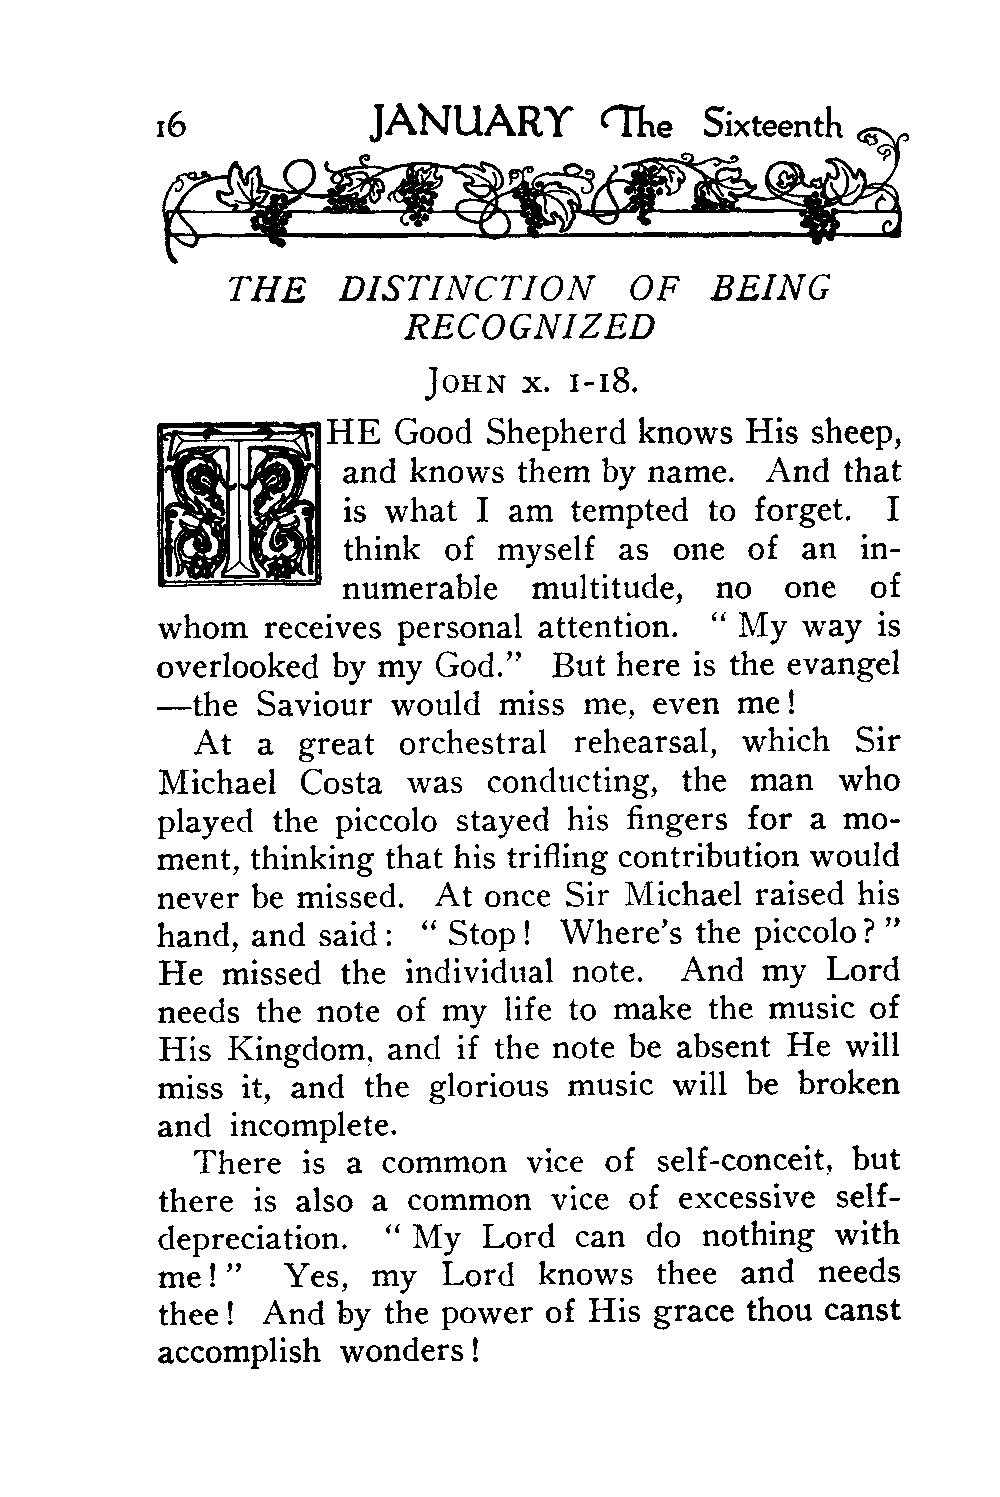 16 JANUARY The Sixteenth
THE DISTINCTION OF BEING
RECOGNIZED
JOHN X. 1-18.
THE Good Shepherd knows His sheep,
and knows them by name. And that
is what I am tempted to forget. I
think of myself as one of an in-
numerable multitude, no one of
whom receives personal attention. “ My way is
overlooked by my God.” But here is the evangel
—the Saviour would miss me, even me !
At a great orchestral rehearsal, which Sir
Michael Costa was conducting, the man who
played the piccolo stayed his fingers for a mo-
ment, thinking that his trifling contribution would
never be missed. At once Sir Michael raised his
hand, and said : “ Stop ! Where's the piccolo ? ”
He missed the individual note. And my Lord
needs the note of my life to make the music of
His Kingdom, and if the note be absent He will
miss it, and the glorious music will be broken
and incomplete.
There is a common vice of self-conceit, but
there is also a common vice of excessive self-
depreciation. “ My Lord can do nothing with
me ! ” Yes, my Lord knows thee and needs
thee ! And by the power of His grace thou canst
accomplish wonders !